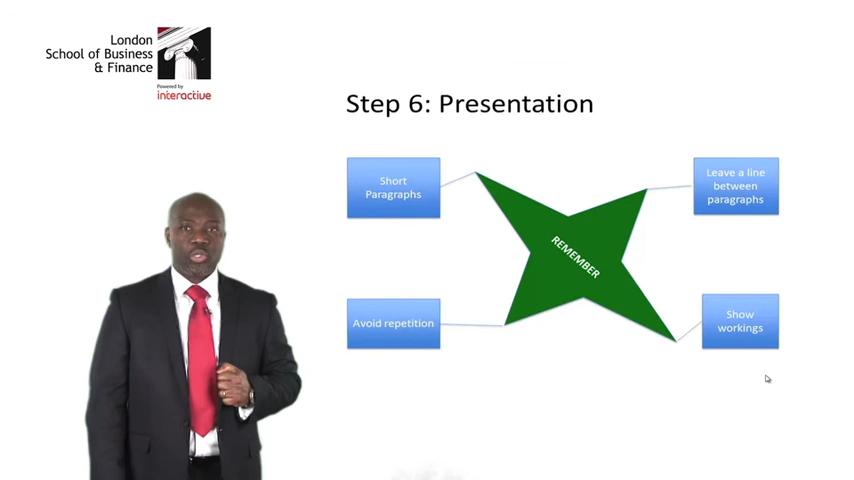 London
School of Business
& Finance
Powered by
interactive
Step 6: Presentation
Short
Paragraphs
Leave a line
between
paragraphs
REMEMBER
Avoid repetition
Show
workings